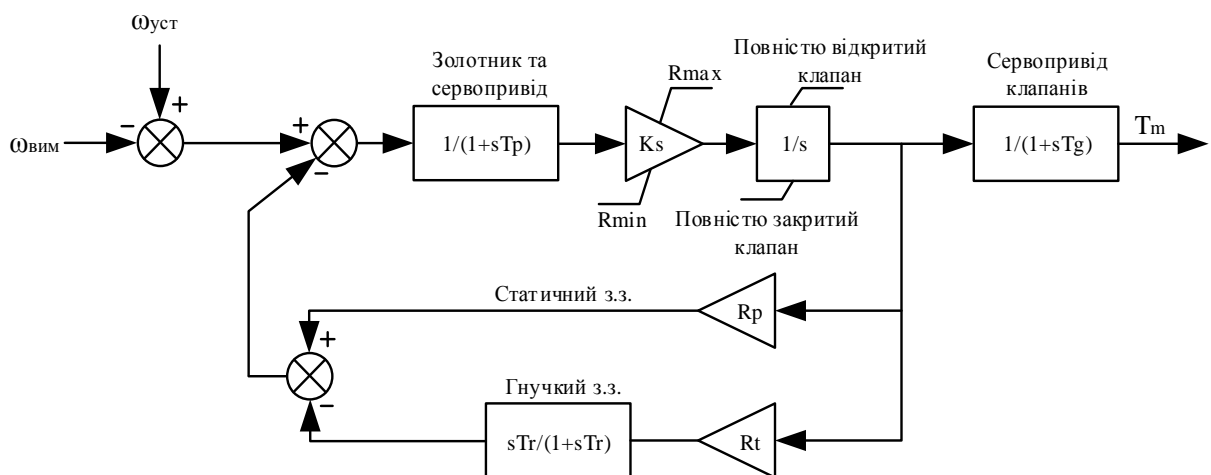 ωуст
ωвим
Золотник та
сервопривід
1/(1+sTp)
Rmax
Ks
Rmin
Повністю відкритий
клапан
1/s
Повністю закритий
клапан
Сервопривід
клапанів
1/(1+sTg)
Tm
Статичний з.з.
Rp
Гнучкий з.з.
sTr/(1+sTr)
Rt